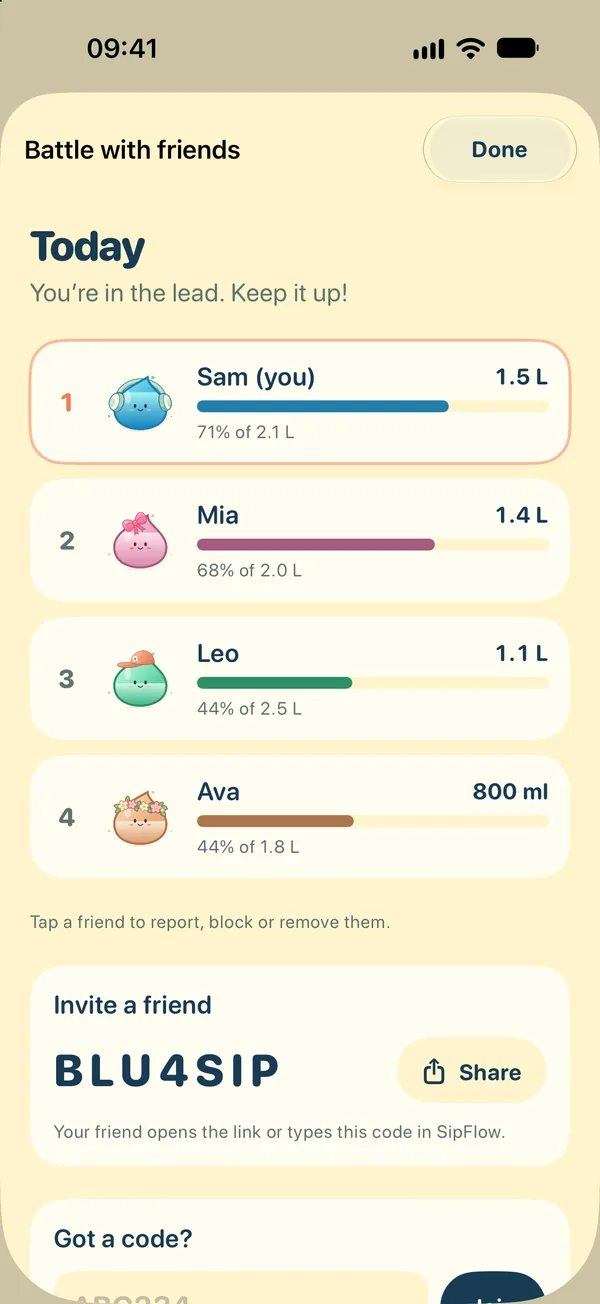 09:41
Battle with friends
Done
Today
You’re in the lead. Keep it up!
1
Sam (you)
1.5 L
71% of 2.1 L
2
Mia
1.4 L
68% of 2.0 L
3
Leo
1.1 L
44% of 2.5 L
4
Ava
800 ml
44% of 1.8 L
Tap a friend to report, block or remove them.
Invite a friend
BLU4SIP
Share
Your friend opens the link or types this code in SipFlow.
Got a code?